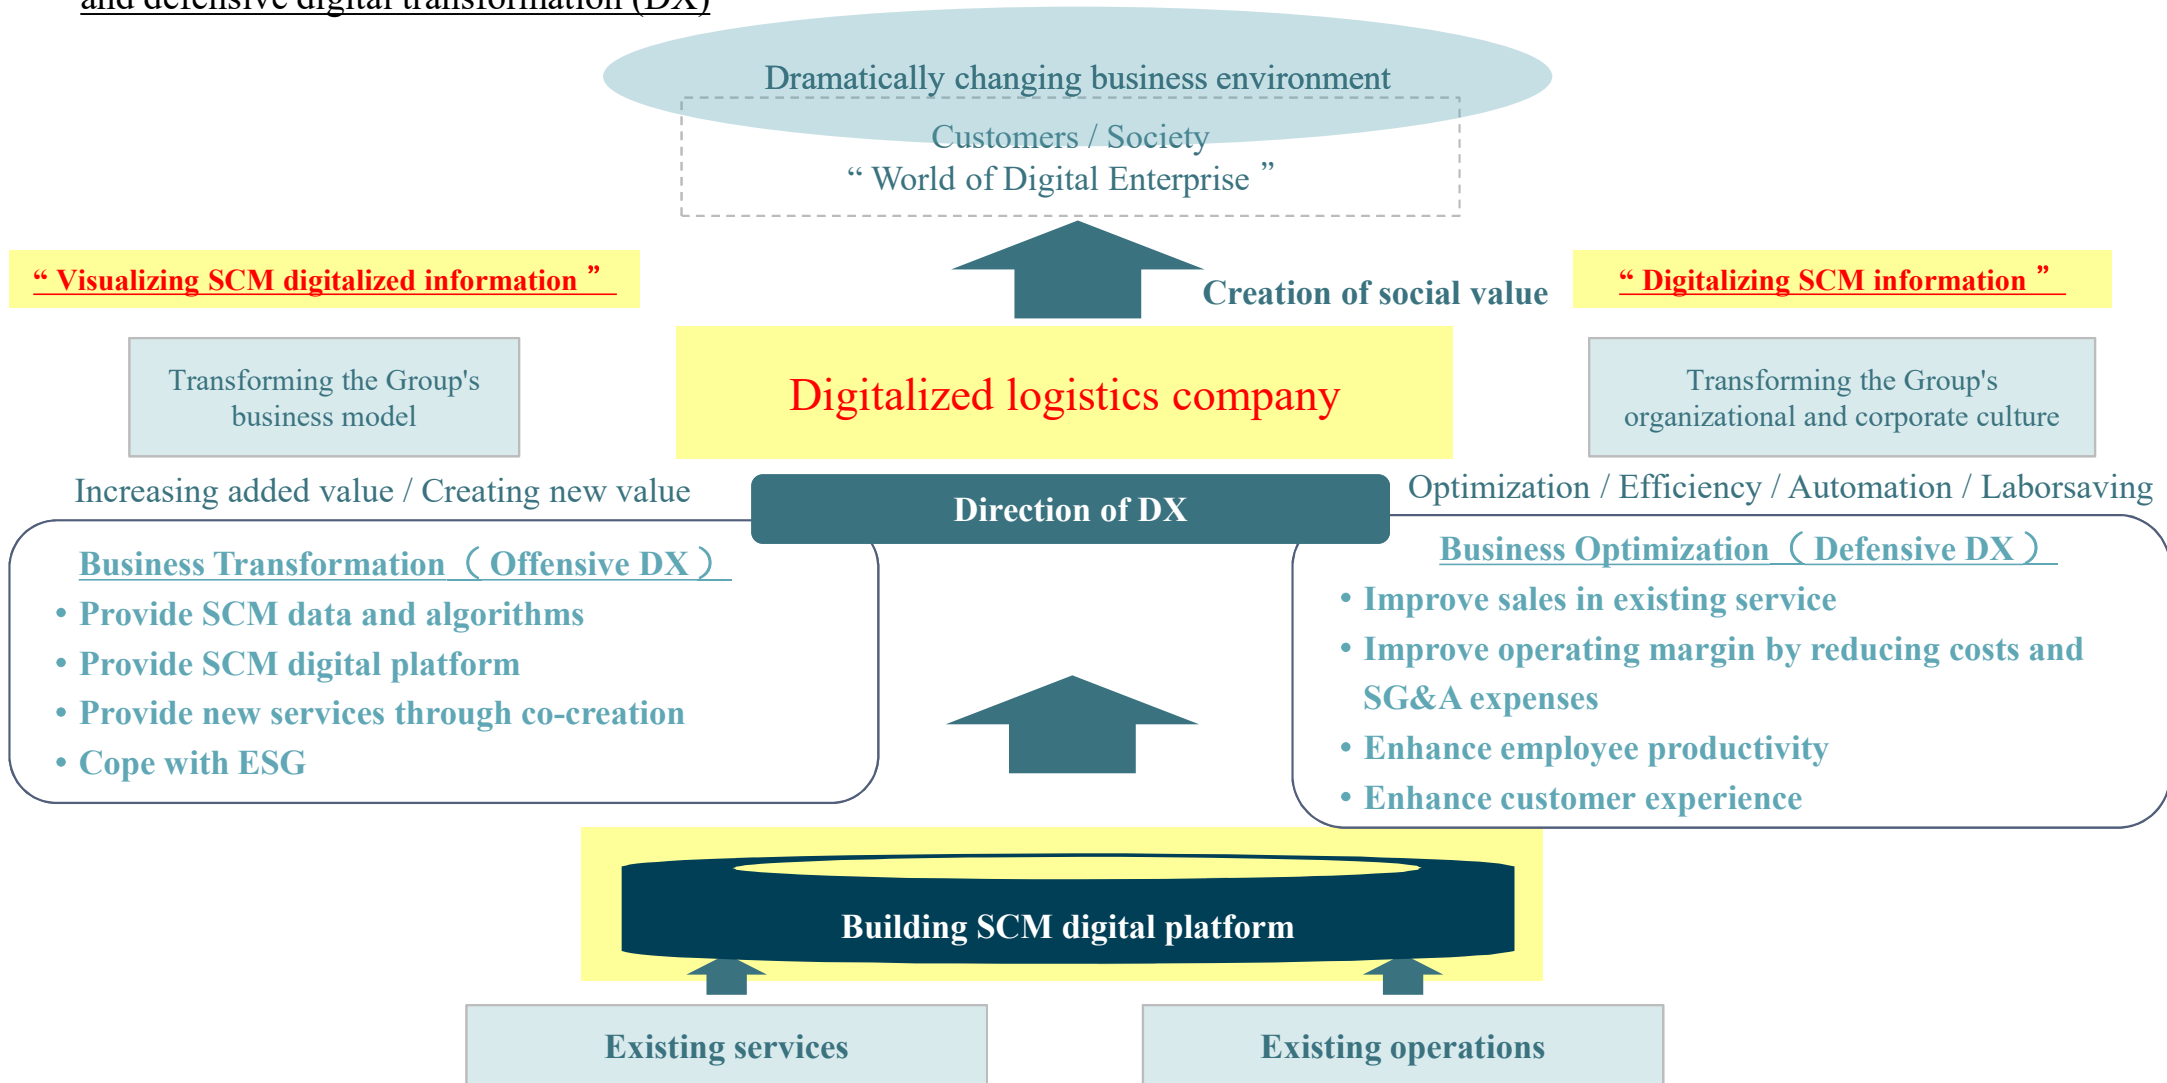 and defensive digital transformation (DX)
Dramatically changing business environment
Customers / Society
“ World of Digital Enterprise ”
“ Visualizing SCM digitalized information ”
Creation of social value
“ Digitalizing SCM information ”
Transforming the Group's
business model
Digitalized logistics company
Transforming the Group's
organizational and corporate culture
Increasing added value / Creating new value
Direction of DX
Optimization / Efficiency / Automation / Laborsaving
Business Transformation（ Offensive DX ）
• Provide SCM data and algorithms
• Provide SCM digital platform
• Provide new services through co-creation
• Cope with ESG
Business Optimization（ Defensive DX ）
• Improve sales in existing service
• Improve operating margin by reducing costs and
SG&A expenses
• Enhance employee productivity
• Enhance customer experience
Building SCM digital platform
Existing services
Existing operations